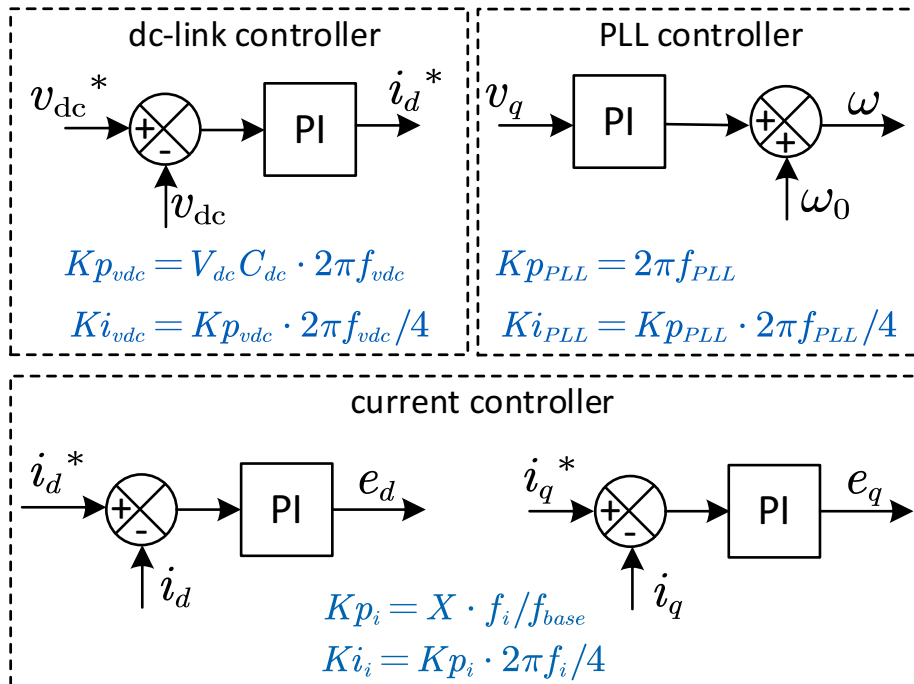 dc-link controller
v_dc*
+
-
PI
i_d*
v_dc
Kp_vdc = V_dc C_dc · 2πf_vdc
Ki_vdc = Kp_vdc · 2πf_vdc/4
PLL controller
v_q
PI
+
+
ω
ω_0
Kp_PLL = 2πf_PLL
Ki_PLL = Kp_PLL · 2πf_PLL/4
current controller
i_d*
+
-
PI
e_d
i_d
i_q*
+
-
PI
e_q
i_q
Kp_i = X · f_i/f_base
Ki_i = Kp_i · 2πf_i/4